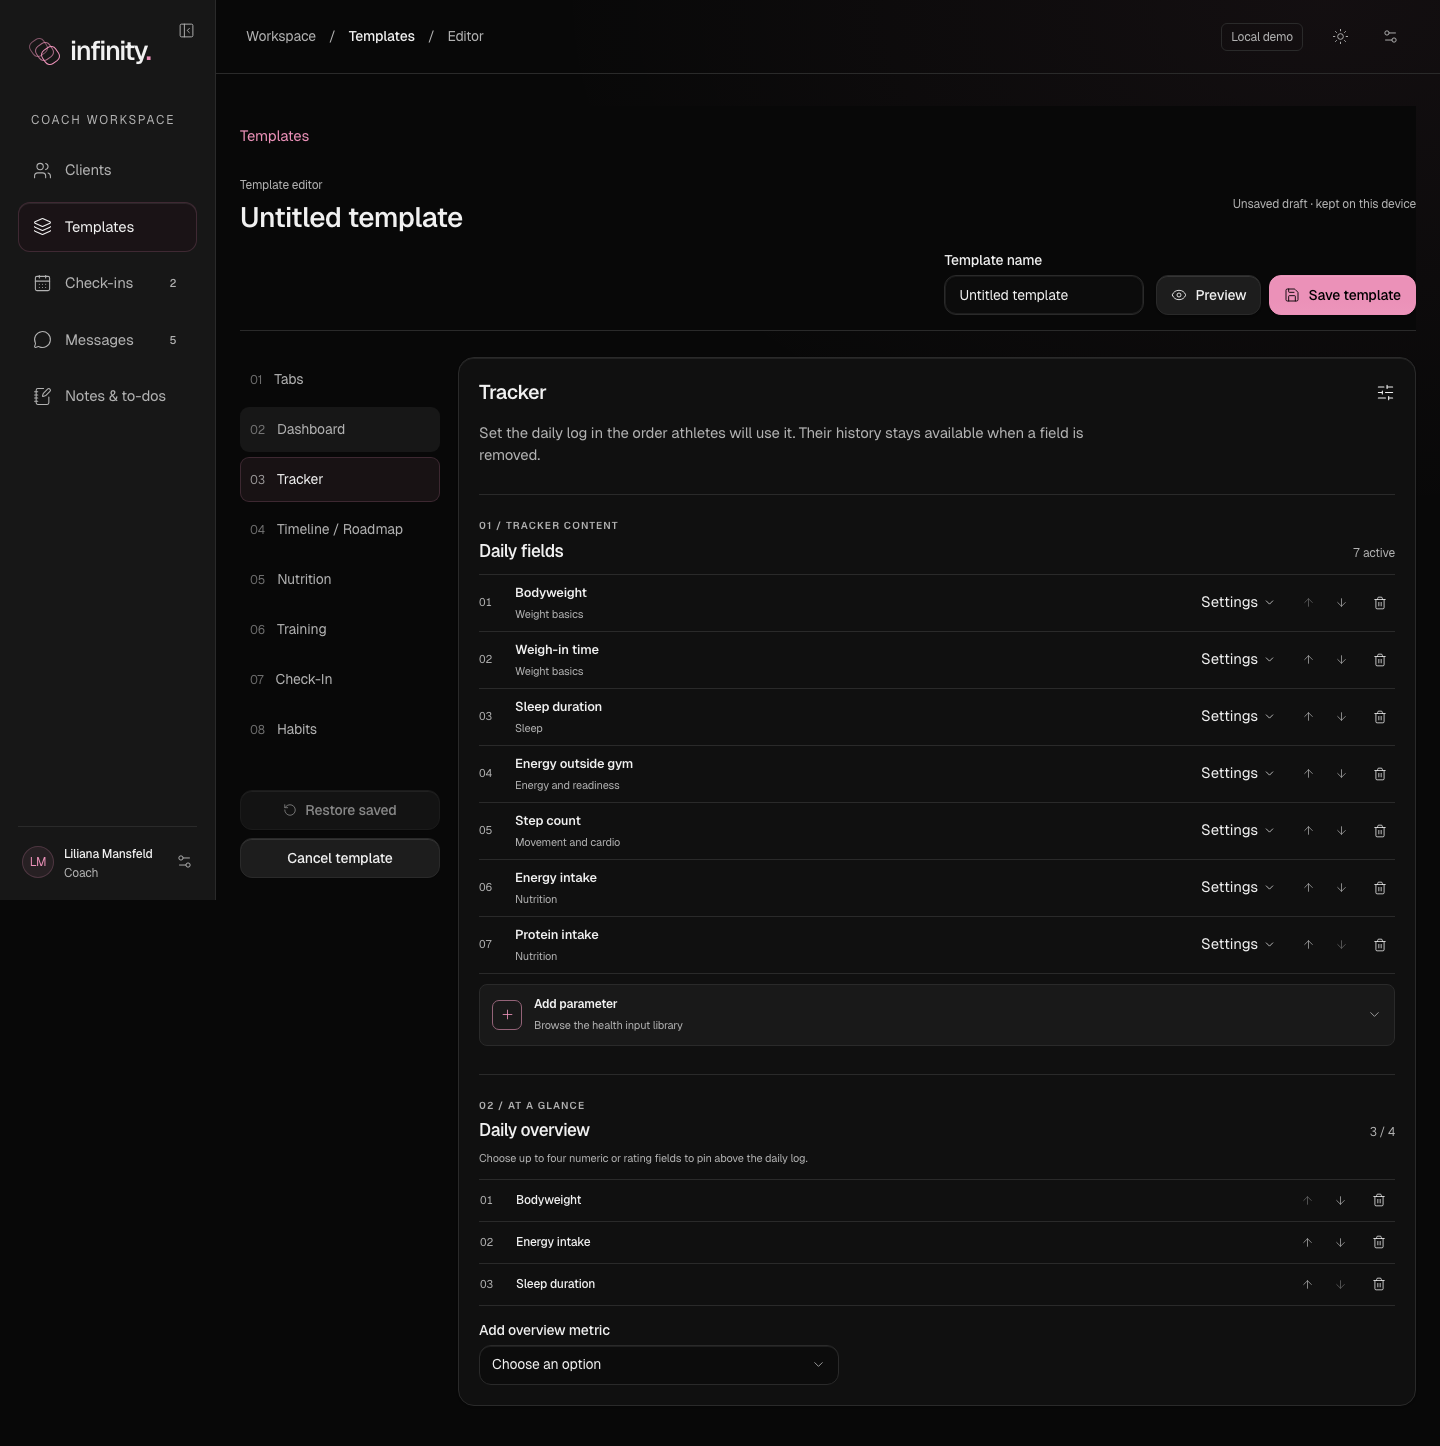 infinity.
COACH WORKSPACE
Clients
Templates
Check-ins 2
Messages 5
Notes & to-dos
LM
Liliana Mansfeld
Coach
Workspace / Templates / Editor
Local demo
Templates
Template editor
Untitled template
Unsaved draft · kept on this device
Template name
Untitled template
Preview
Save template
01 Tabs
02 Dashboard
03 Tracker
04 Timeline / Roadmap
05 Nutrition
06 Training
07 Check-In
08 Habits
Restore saved
Cancel template
Tracker
Set the daily log in the order athletes will use it. Their history stays available when a field is
removed.
01 / TRACKER CONTENT
Daily fields
7 active
01 Bodyweight
Weight basics
Settings
02 Weigh-in time
Weight basics
Settings
03 Sleep duration
Sleep
Settings
04 Energy outside gym
Energy and readiness
Settings
05 Step count
Movement and cardio
Settings
06 Energy intake
Nutrition
Settings
07 Protein intake
Nutrition
Settings
Add parameter
Browse the health input library
02 / AT A GLANCE
Daily overview
3 / 4
Choose up to four numeric or rating fields to pin above the daily log.
01 Bodyweight
02 Energy intake
03 Sleep duration
Add overview metric
Choose an option